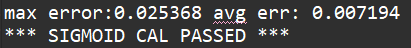 max error:0.025368 avg err: 0.007194
*** SIGMOID CAL PASSED ***